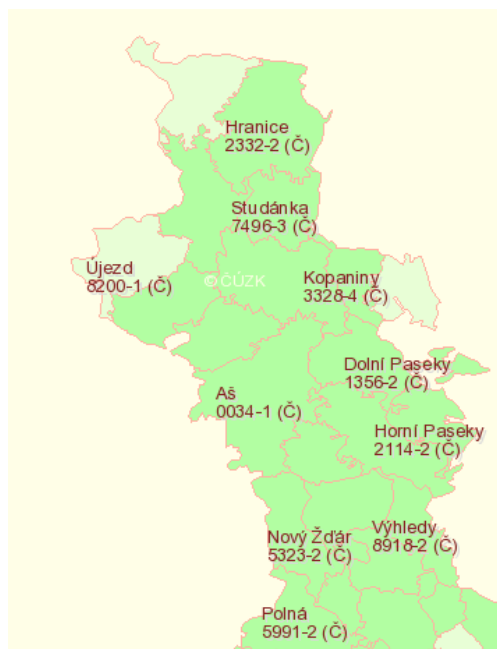 Hranice
2332-2 (Č)
Studánka
7496-3 (Č)
Újezd
8200-1 (Č)
© ČÚZK
Kopaniny
3328-4 (Č)
Dolní Paseky
1356-2 (Č)
Aš
0034-1 (Č)
Horní Paseky
2114-2 (Č)
Nový Žďár
5323-2 (Č)
Výhledy
8918-2 (Č)
Polná
5991-2 (Č)